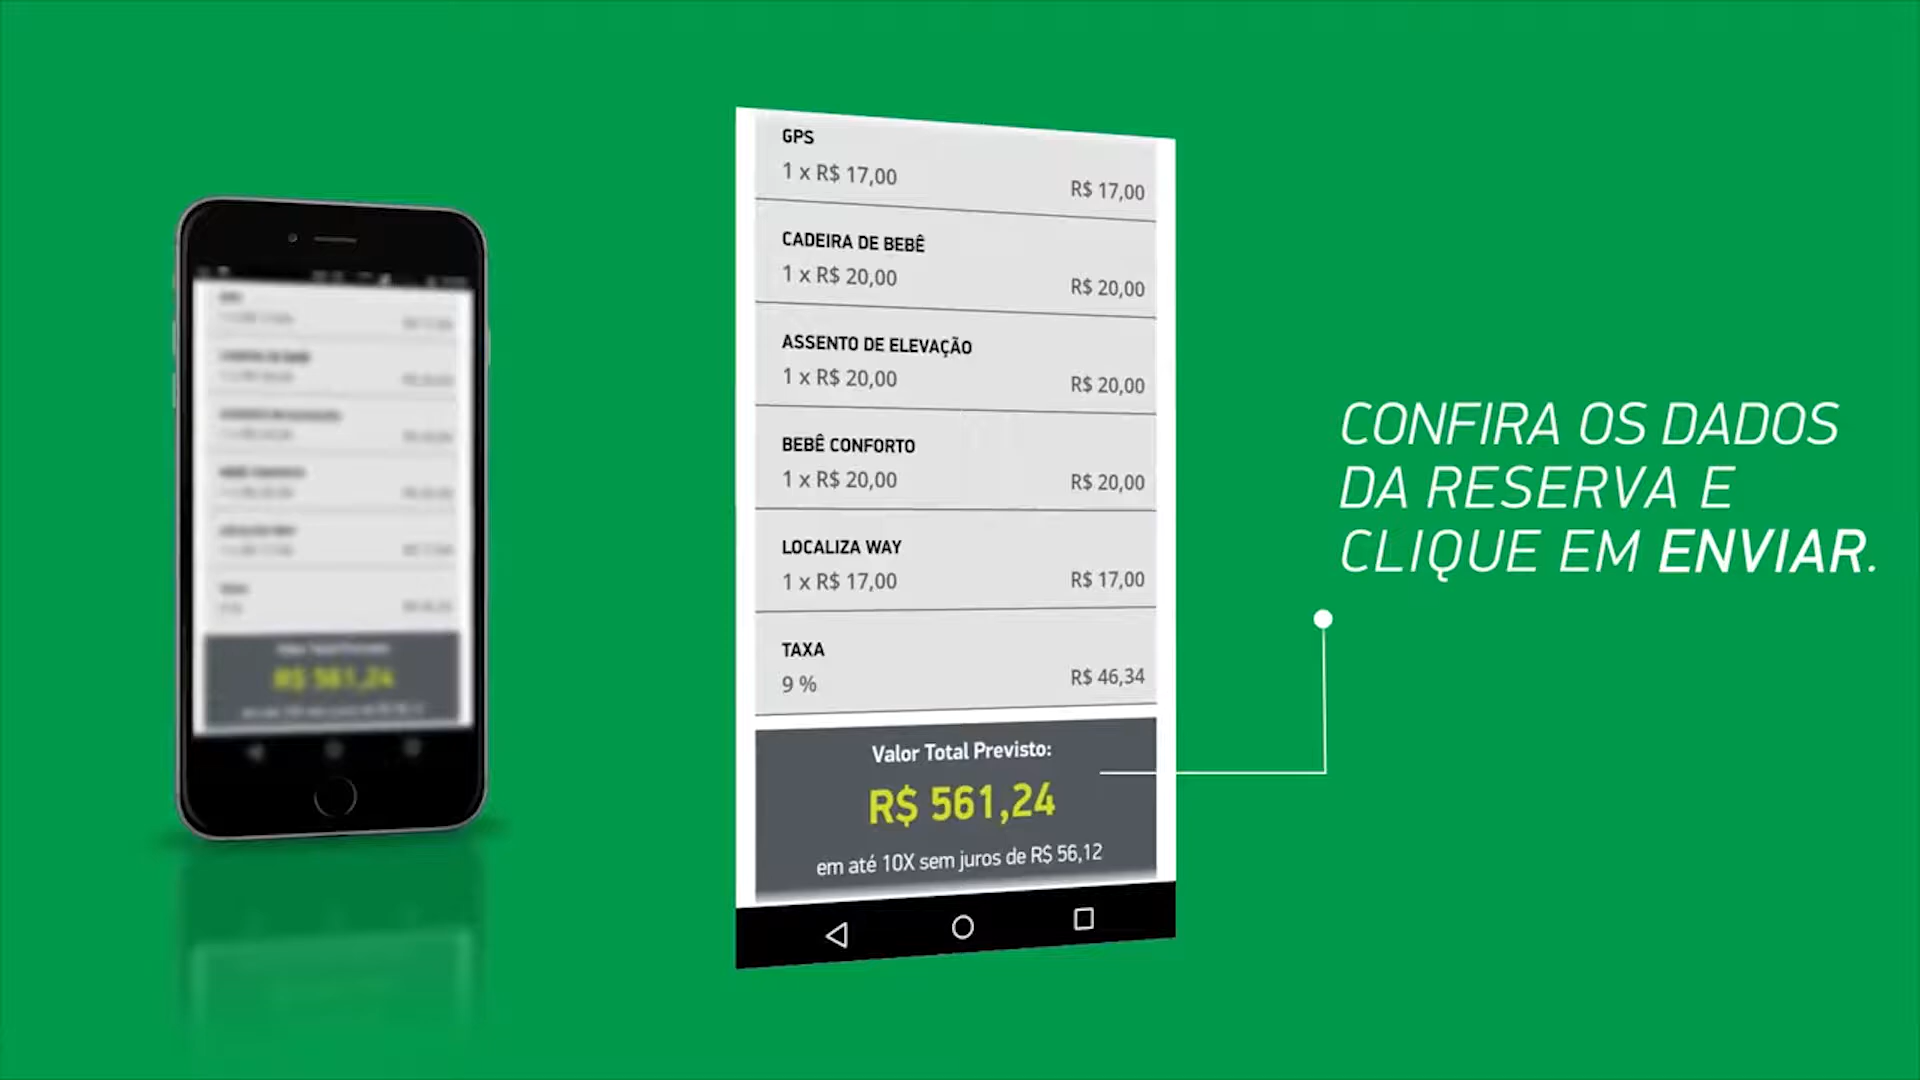 GPS
1 x R$ 17,00
R$ 17,00
CADEIRA DE BEBÊ
1 x R$ 20,00
R$ 20,00
ASSENTO DE ELEVAÇÃO
1 x R$ 20,00
R$ 20,00
BEBÊ CONFORTO
1 x R$ 20,00
R$ 20,00
LOCALIZA WAY
1 x R$ 17,00
R$ 17,00
TAXA
9 %
R$ 46,34
Valor Total Previsto:
R$ 561,24
em até 10X sem juros de R$ 56,12
CONFIRA OS DADOS
DA RESERVA E
CLIQUE EM ENVIAR.
R$ 561,24